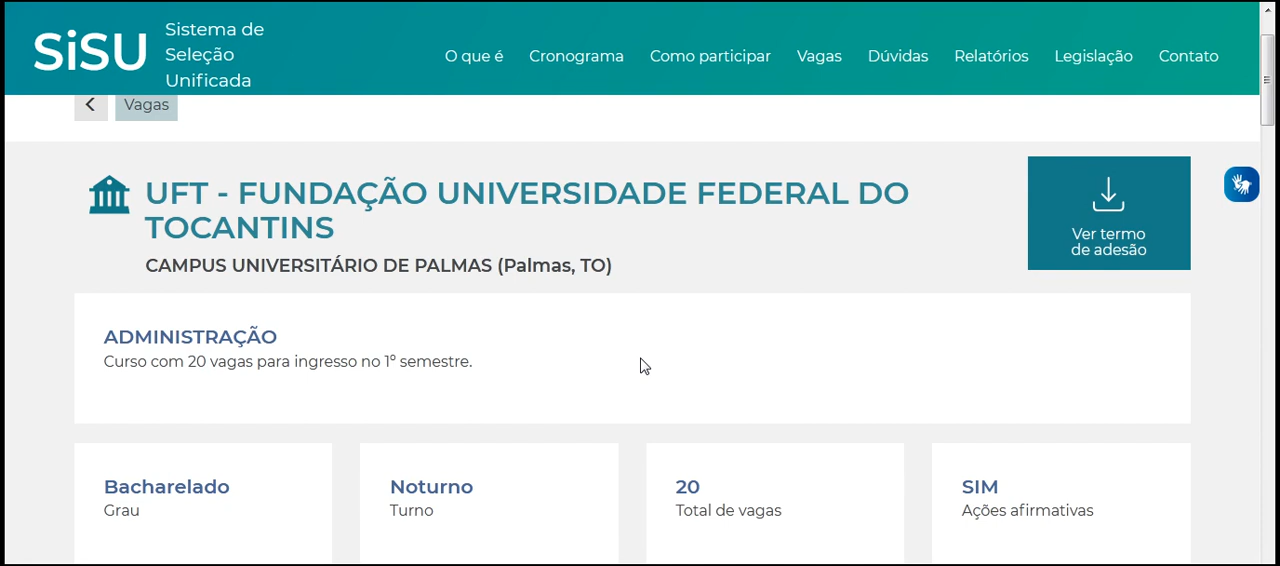 SiSU
Sistema de
Seleção
Unificada
O que é
Cronograma
Como participar
Vagas
Dúvidas
Relatórios
Legislação
Contato
Vagas
UFT - FUNDAÇÃO UNIVERSIDADE FEDERAL DO
TOCANTINS
CAMPUS UNIVERSITÁRIO DE PALMAS (Palmas, TO)
Ver termo
de adesão
ADMINISTRAÇÃO
Curso com 20 vagas para ingresso no 1º semestre.
Bacharelado
Grau
Noturno
Turno
20
Total de vagas
SIM
Ações afirmativas